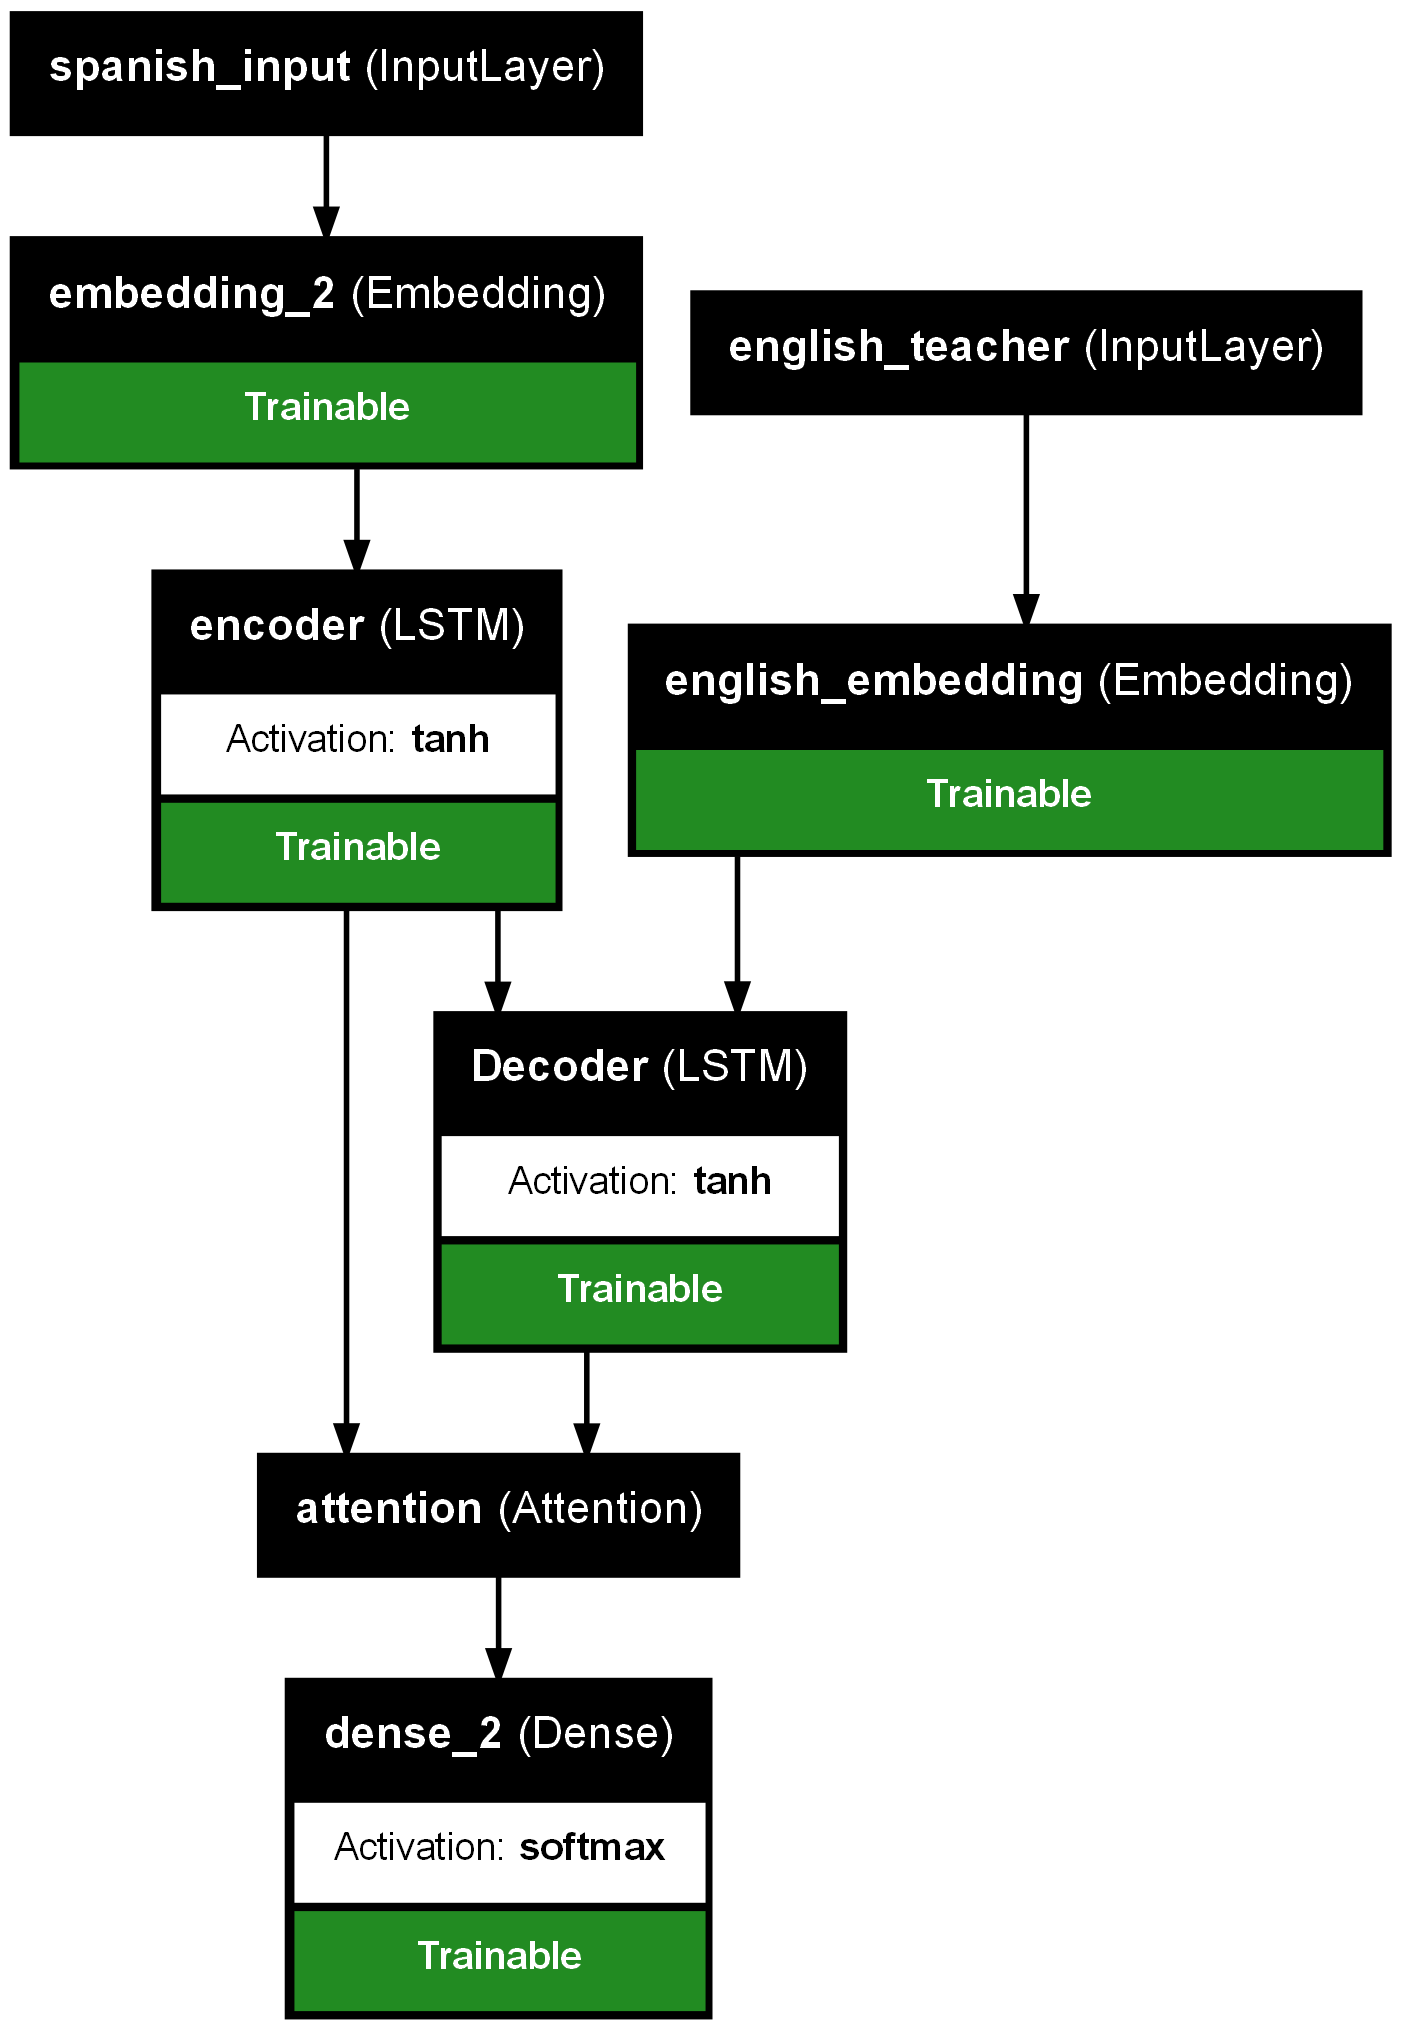 spanish_input (InputLayer)
embedding_2 (Embedding)
Trainable
english_teacher (InputLayer)
encoder (LSTM)
Activation: tanh
Trainable
english_embedding (Embedding)
Trainable
Decoder (LSTM)
Activation: tanh
Trainable
attention (Attention)
dense_2 (Dense)
Activation: softmax
Trainable